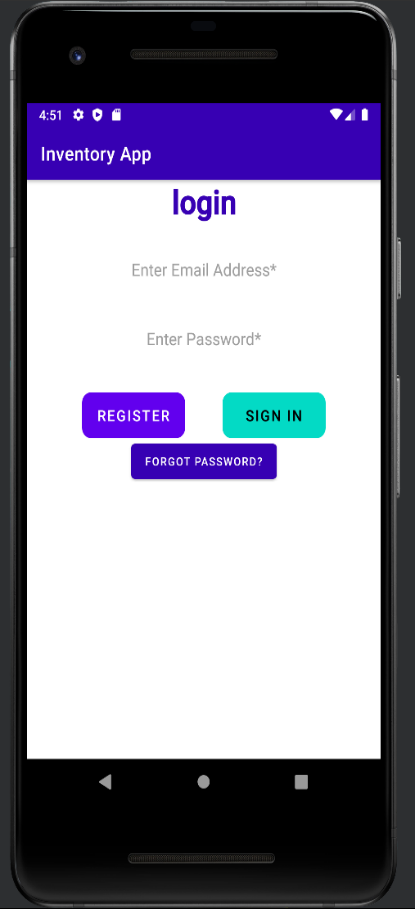 4:51
Inventory App
login
Enter Email Address*
Enter Password*
REGISTER SIGN IN
FORGOT PASSWORD?